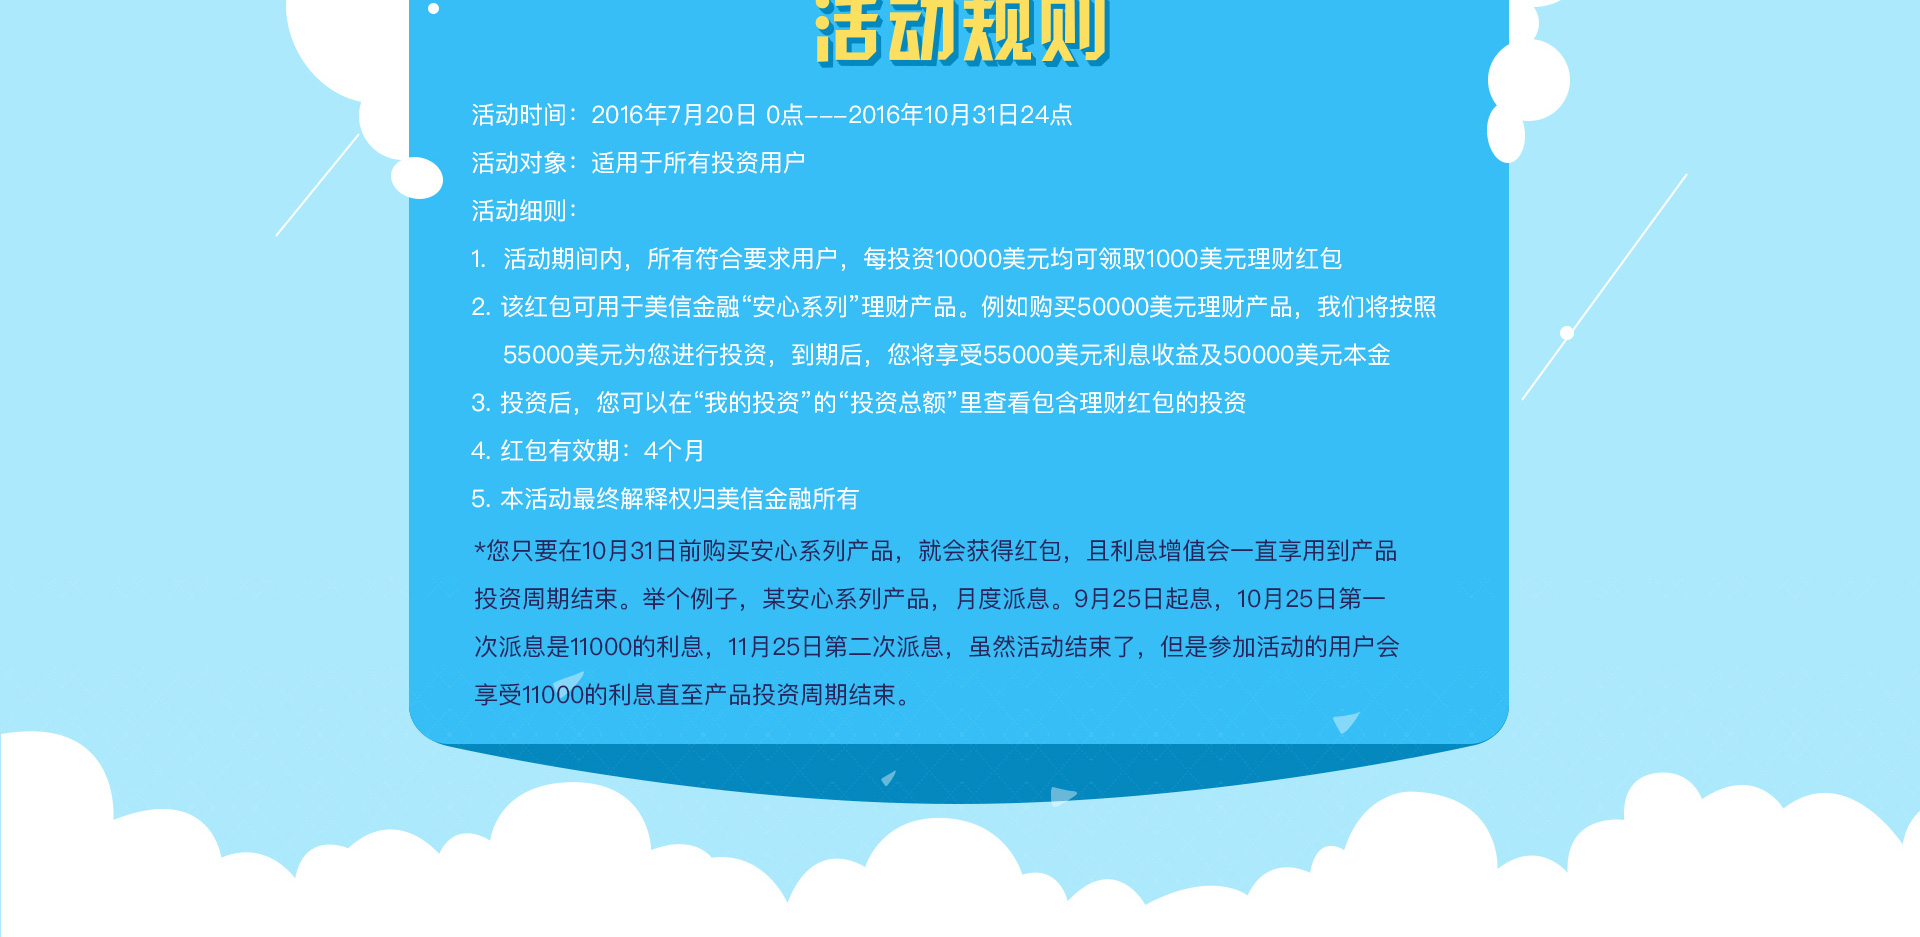 活动规则
活动时间：2016年7月20日 0点---2016年10月31日24点
活动对象：适用于所有投资用户
活动细则：
1. 活动期间内，所有符合要求用户，每投资10000美元均可领取1000美元理财红包
2. 该红包可用于美信金融“安心系列”理财产品。例如购买50000美元理财产品，我们将按照
55000美元为您进行投资，到期后，您将享受55000美元利息收益及50000美元本金
3. 投资后，您可以在“我的投资”的“投资总额”里查看包含理财红包的投资
4. 红包有效期：4个月
5. 本活动最终解释权归美信金融所有
*您只要在10月31日前购买安心系列产品，就会获得红包，且利息增值会一直享用到产品
投资周期结束。举个例子，某安心系列产品，月度派息。9月25日起息，10月25日第一
次派息是11000的利息，11月25日第二次派息，虽然活动结束了，但是参加活动的用户会
享受11000的利息直至产品投资周期结束。